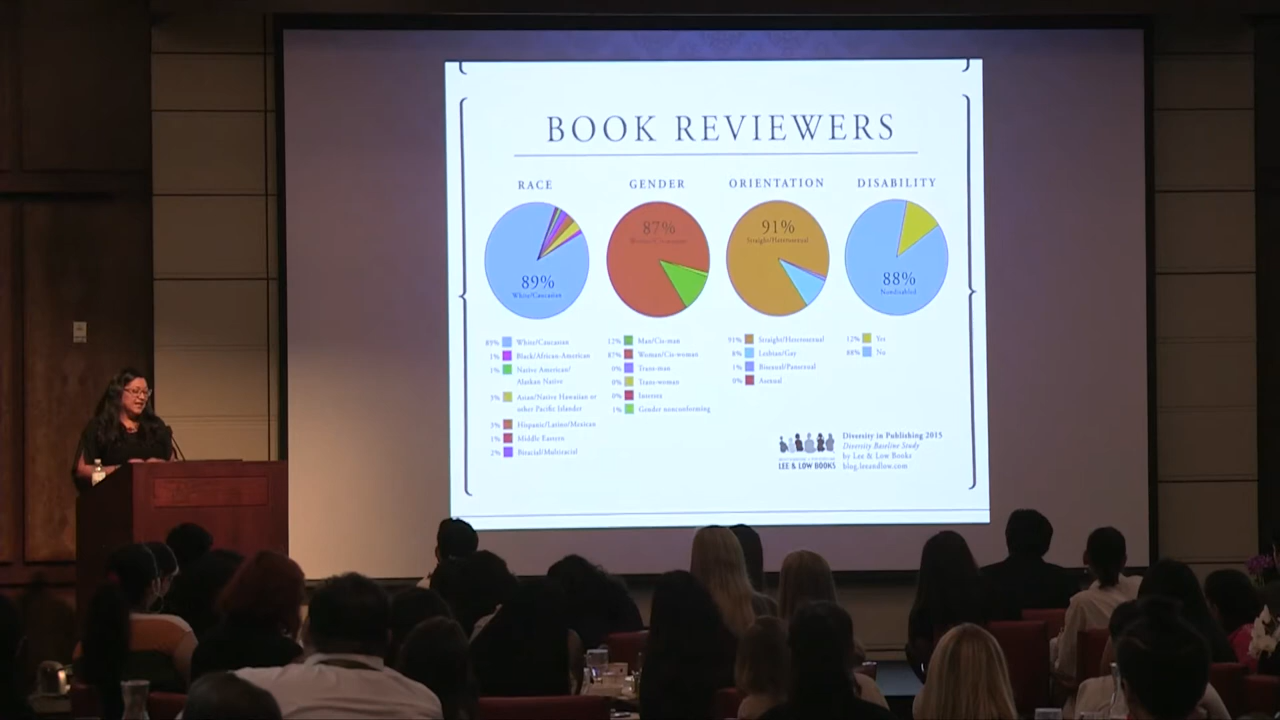 BOOK REVIEWERS
RACE
GENDER
ORIENTATION
DISABILITY
89%
White/Caucasian
87%
Woman/Cis-woman
91%
Straight/Heterosexual
88%
Nondisabled
89% White/Caucasian
1% Black/African-American
1% Native American/
Alaskan Native
3% Asian/Native Hawaiian or
other Pacific Islander
3% Hispanic/Latino/Mexican
1% Middle Eastern
2% Biracial/Multiracial
12% Man/Cis-man
87% Woman/Cis-woman
0% Trans-man
0% Trans-woman
0% Intersex
1% Gender nonconforming
91% Straight/Heterosexual
8% Lesbian/Gay
1% Bisexual/Pansexual
0% Asexual
12% Yes
88% No
LEE & LOW BOOKS
Diversity in Publishing 2015
Diversity Baseline Study
by Lee & Low Books
blog.leeandlow.com